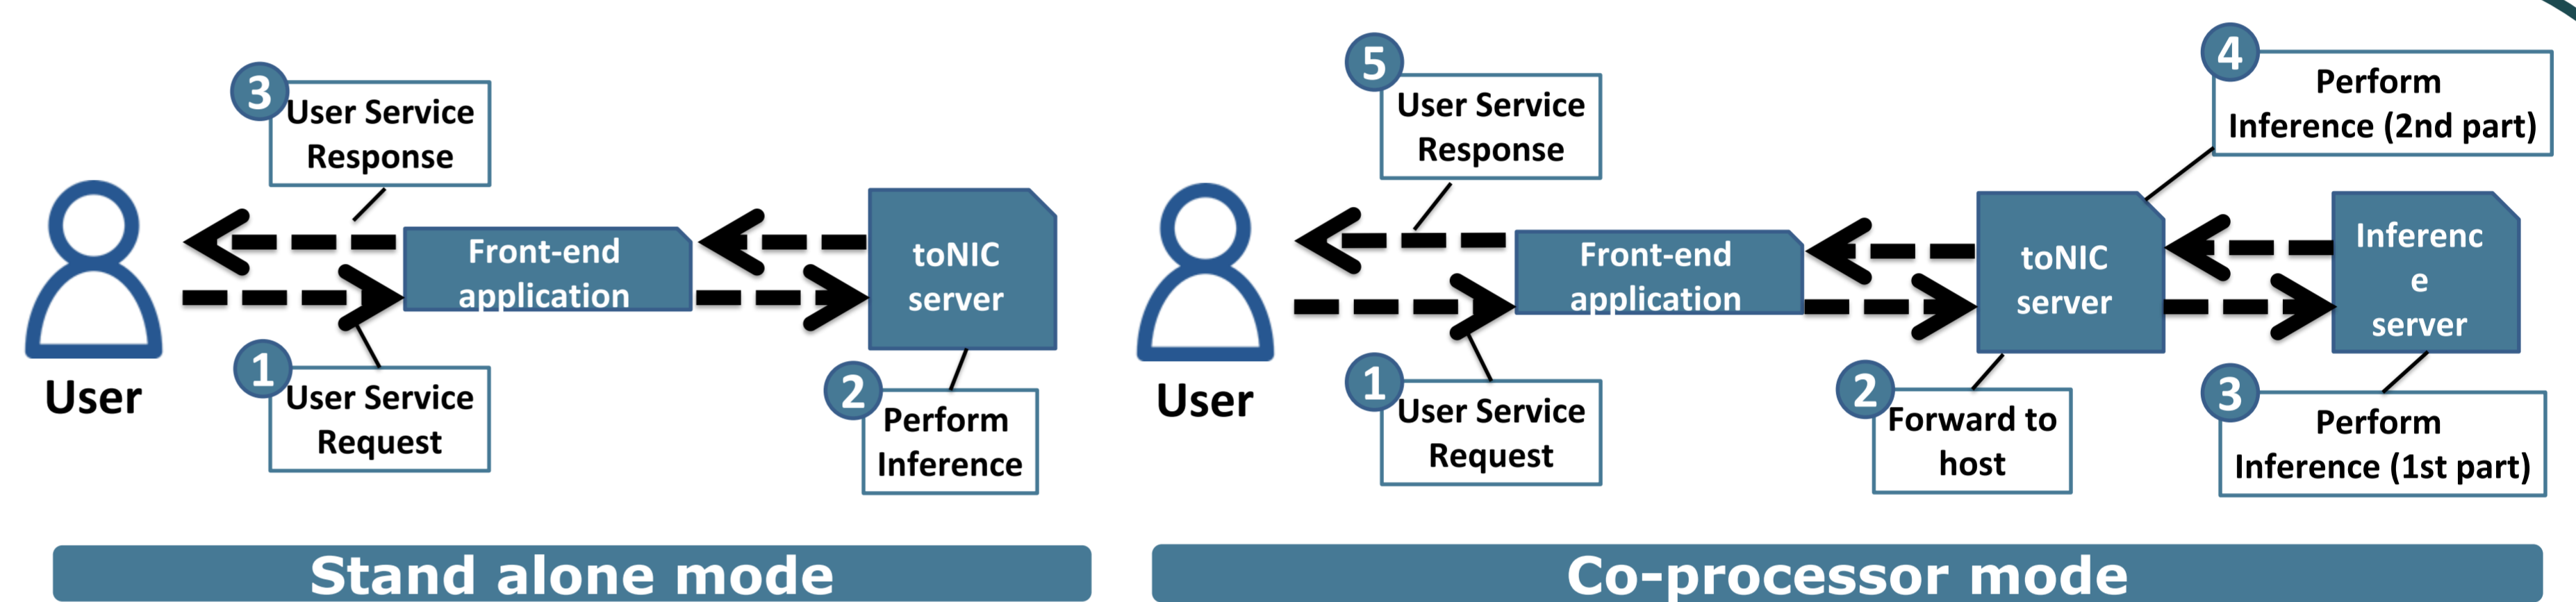 3
User Service
Response
Front-end
application
toNIC
server
User
1
User Service
Request
2
Perform
Inference
Stand alone mode
5
User Service
Response
4
Perform
Inference (2nd part)
Front-end
application
toNIC
server
Inferenc
e
server
User
1
User Service
Request
2
Forward to
host
3
Perform
Inference (1st part)
Co-processor mode